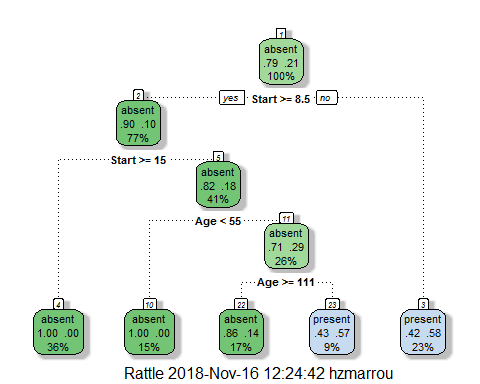 1
absent
.79 .21
100%
yes Start >= 8.5 no
2
absent
.90 .10
77%
Start >= 15
5
absent
.82 .18
41%
Age < 55
11
absent
.71 .29
26%
Age >= 111
4
absent
1.00 .00
36%
10
absent
1.00 .00
15%
22
absent
.86 .14
17%
23
present
.43 .57
9%
3
present
.42 .58
23%
Rattle 2018-Nov-16 12:24:42 hzmarrou